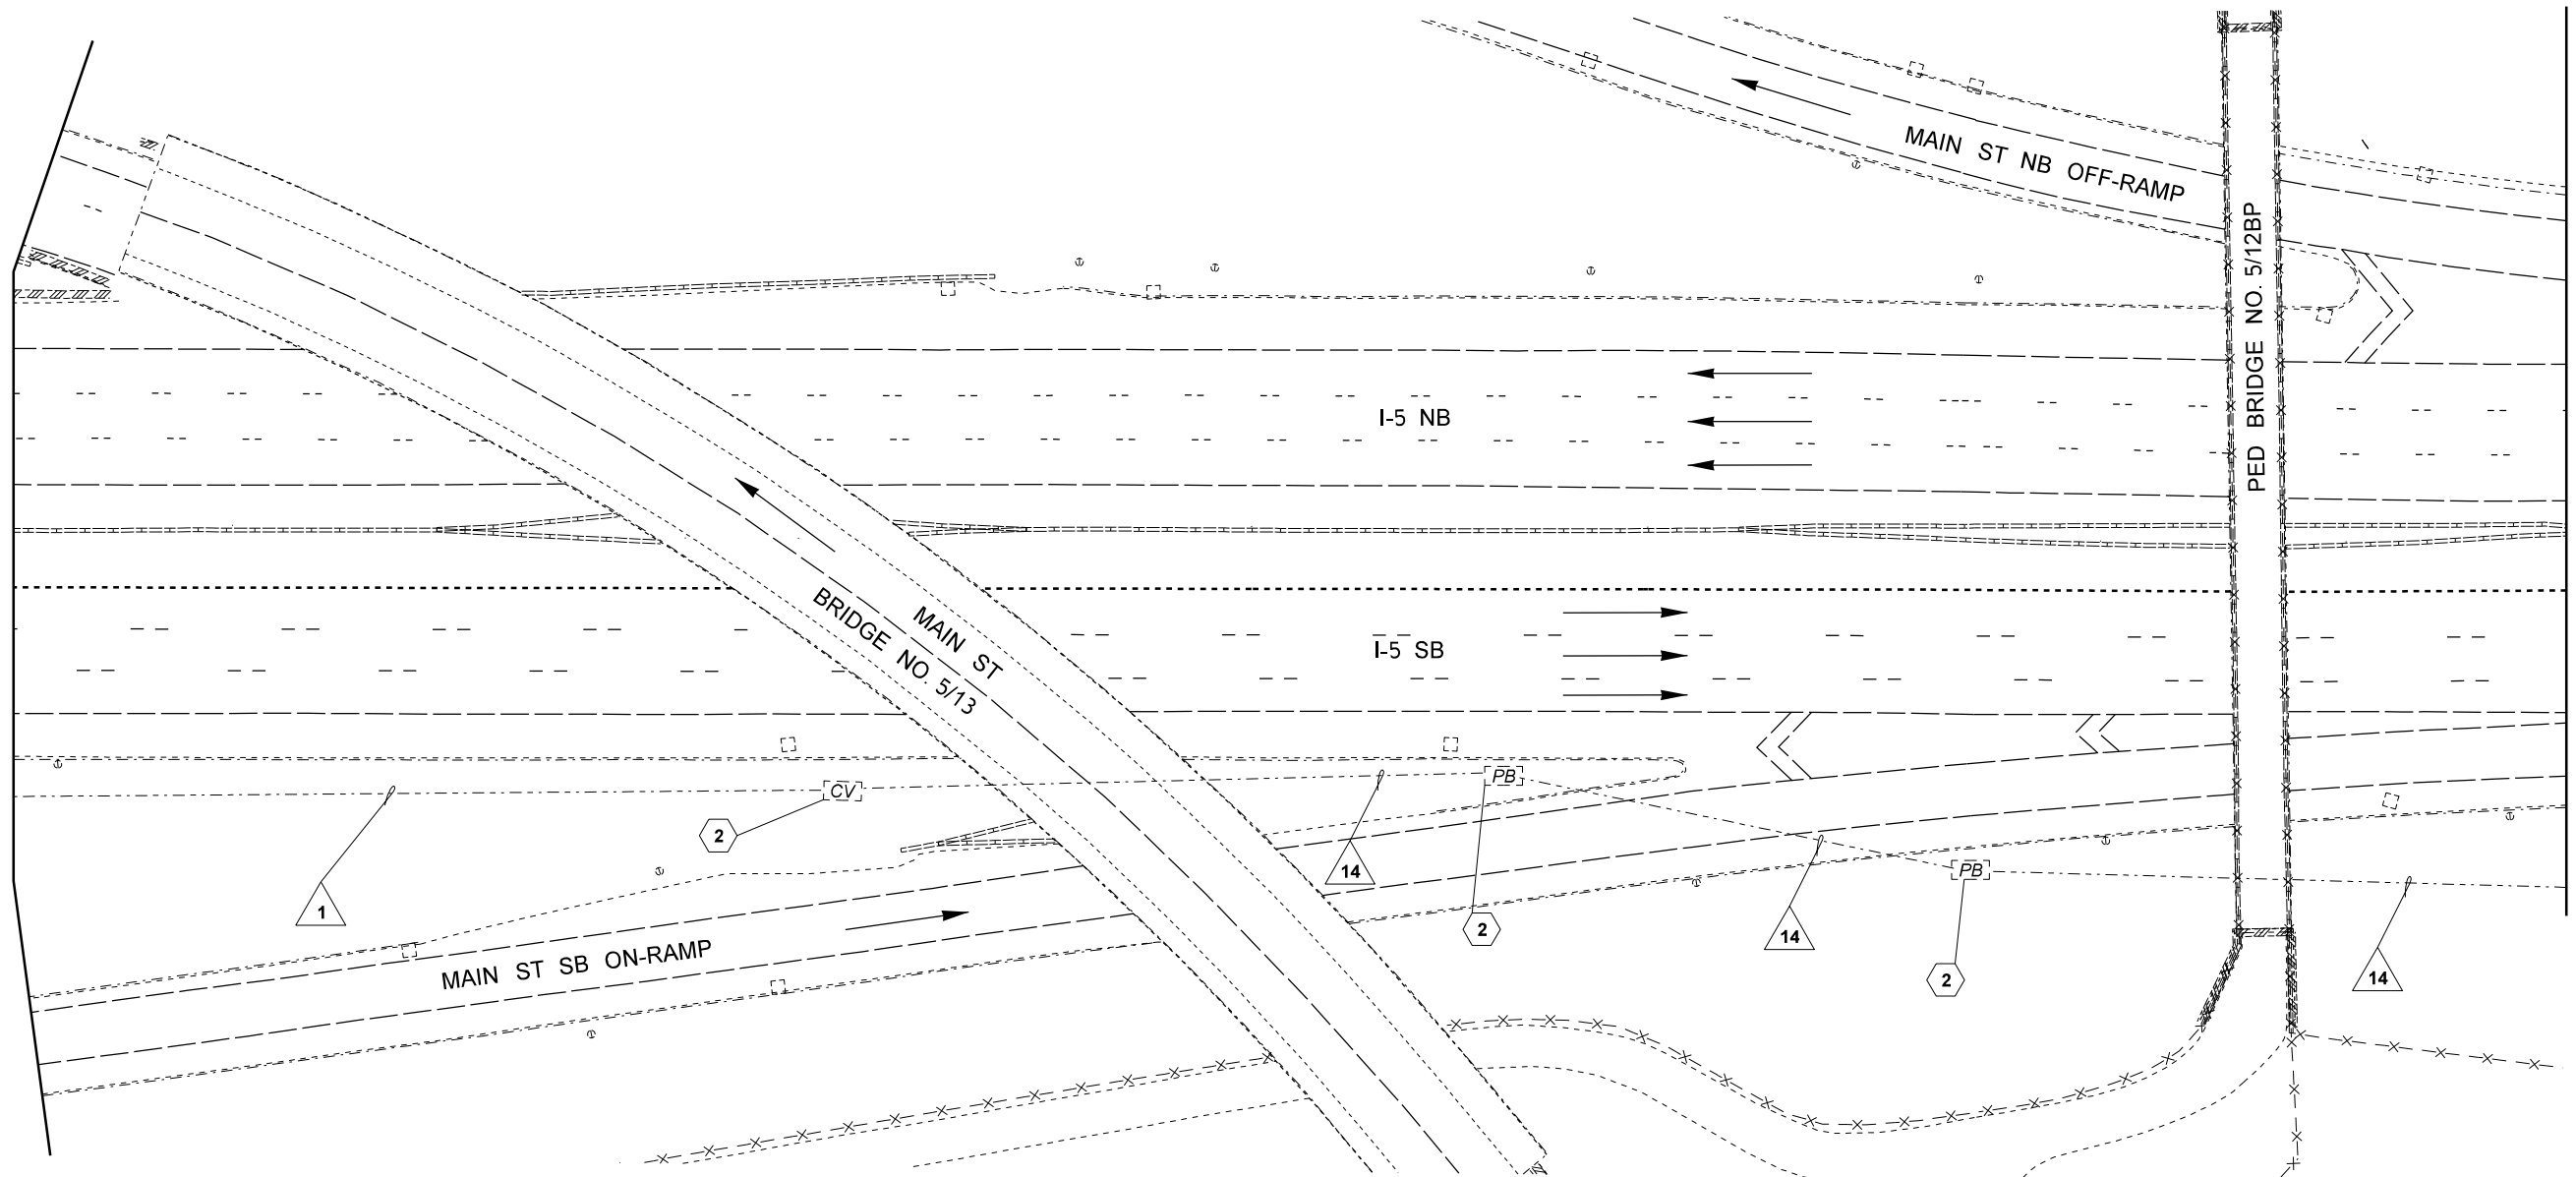 MAIN ST NB OFF-RAMP
PED BRIDGE NO. 5/12BP
I-5 NB
MAIN ST
BRIDGE NO. 5/13
I-5 SB
PB
CV
2
14
PB
1
14
2
14
2
MAIN ST SB ON-RAMP